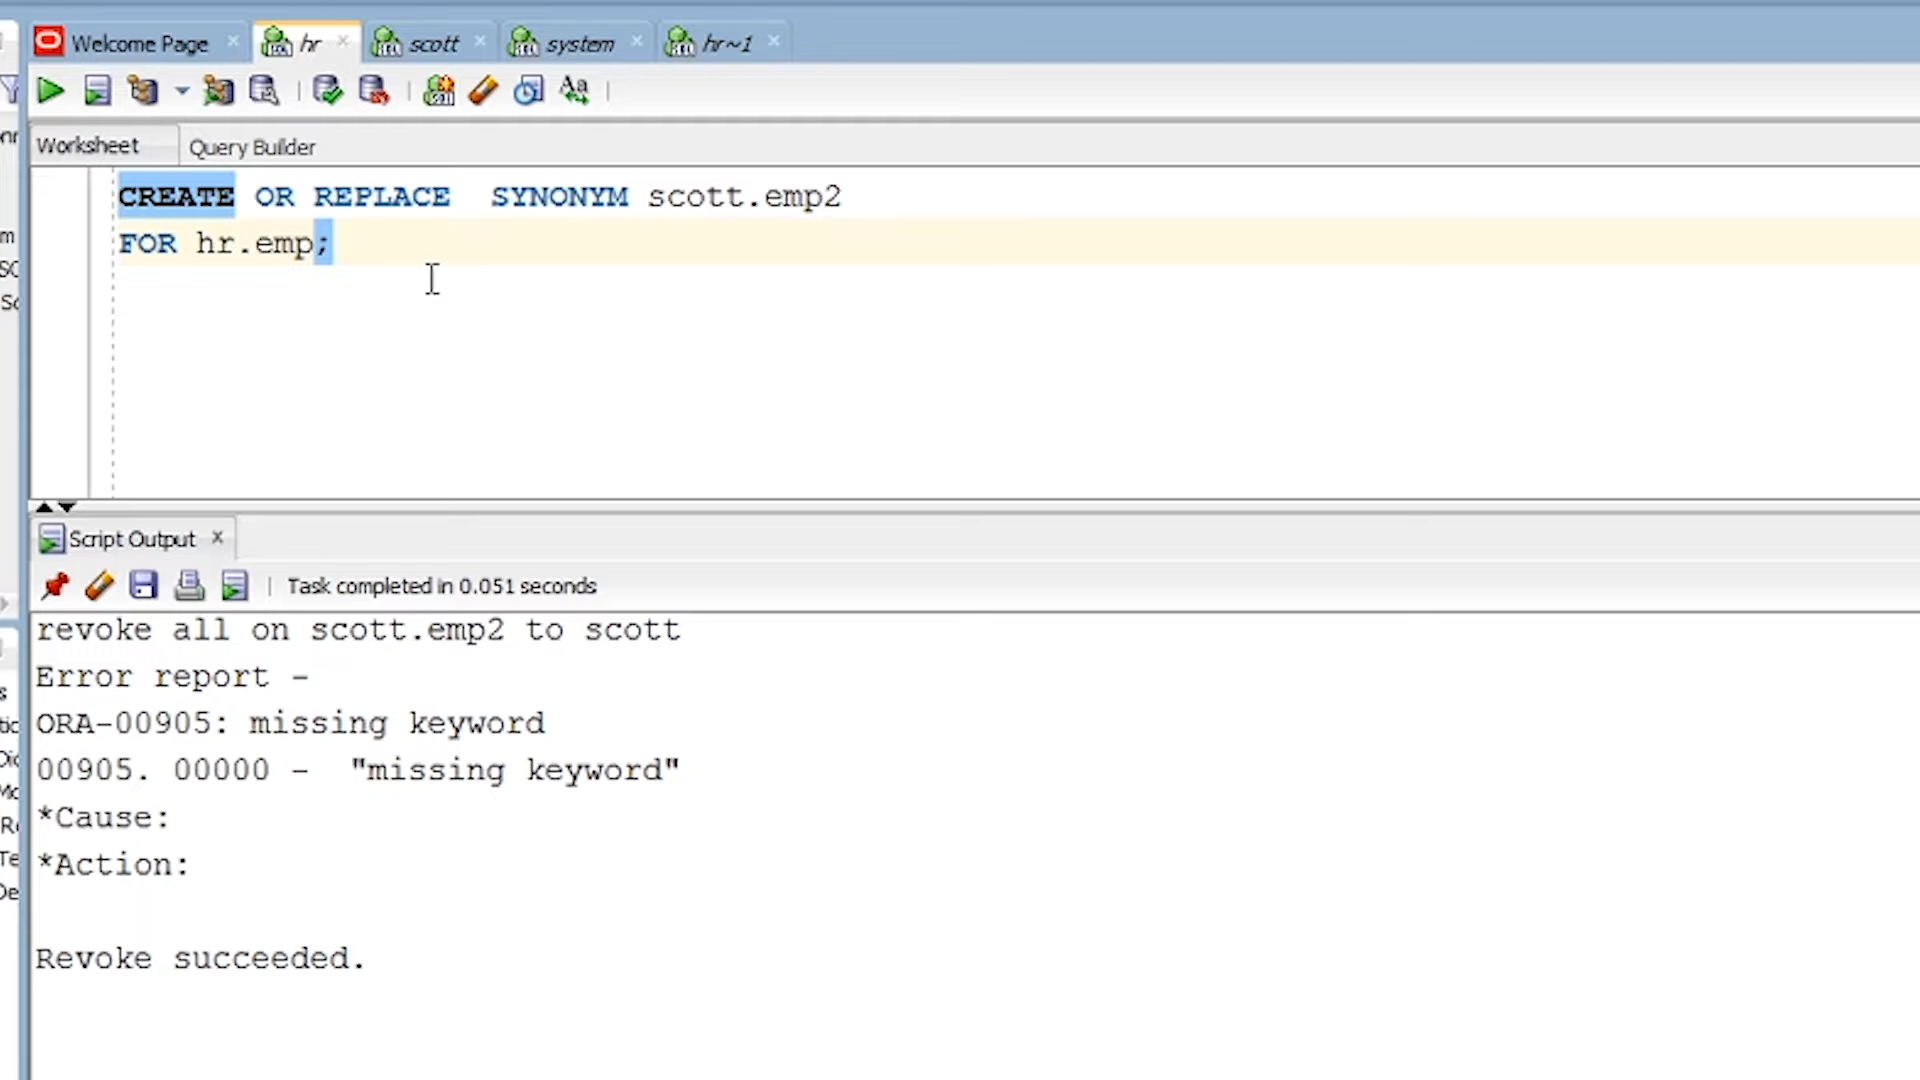 Welcome Page
hr
scott
system
hr~1
Worksheet
Query Builder
CREATE OR REPLACE  SYNONYM scott.emp2
FOR hr.emp;
Script Output
Task completed in 0.051 seconds
revoke all on scott.emp2 to scott
Error report -
ORA-00905: missing keyword
00905. 00000 -  "missing keyword"
*Cause:
*Action:
Revoke succeeded.